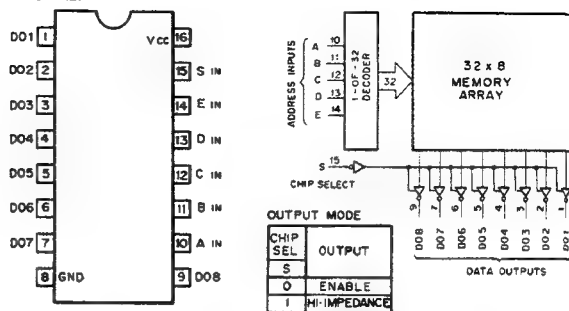 DO1 1 VCC 16
DO2 2 15 S IN
DO3 3 14 E IN
DO4 4 13 D IN
DO5 5 12 C IN
DO6 6 11 B IN
DO7 7 10 A IN
8 GND 9 DO8
ADDRESS INPUTS
A 10
B 11
C 12
D 13
E 14
1-OF-32 DECODER
32
32 x 8
MEMORY
ARRAY
S 15
CHIP SELECT
9 7 6 5 4 3 2 1
DO8 DO7 DO6 DO5 DO4 DO3 DO2 DO1
DATA OUTPUTS
OUTPUT MODE
CHIP SEL OUTPUT
S
0 ENABLE
1 HI-IMPEDANCE